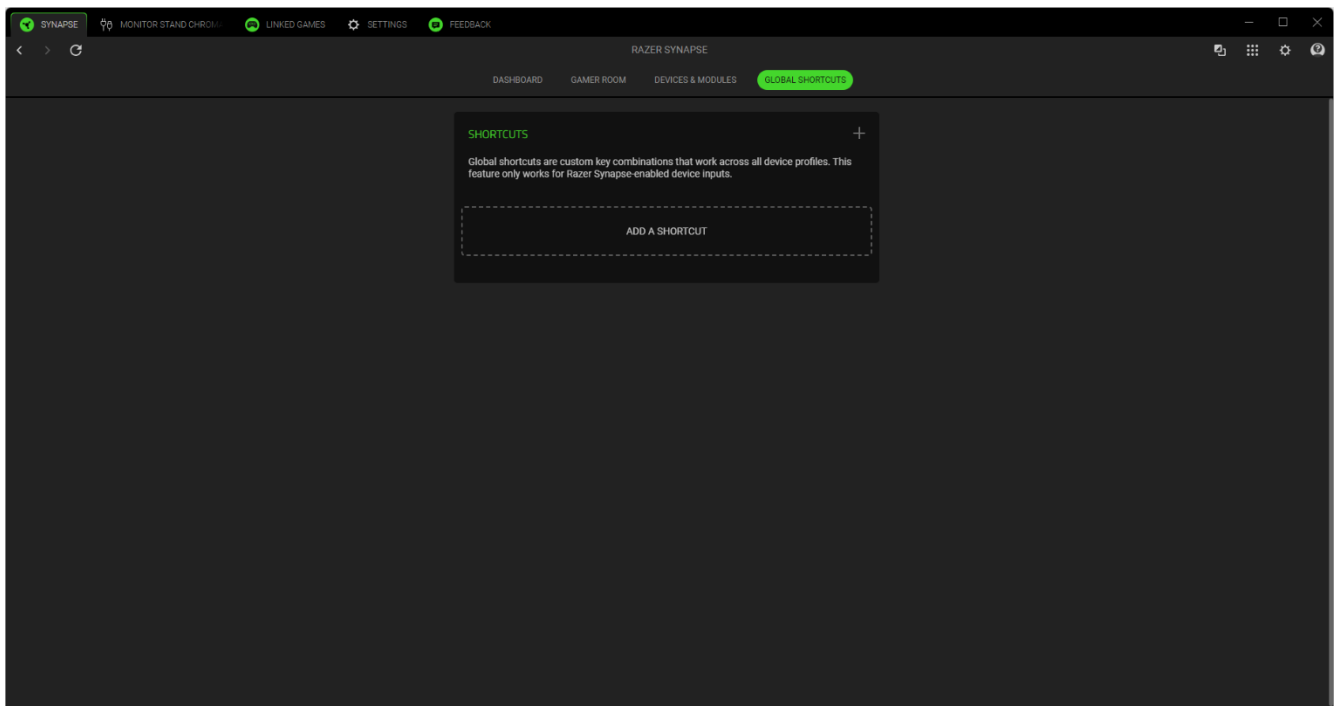 SYNAPSE
MONITOR STAND CHROMA
LINKED GAMES
SETTINGS
FEEDBACK
RAZER SYNAPSE
DASHBOARD
GAMER ROOM
DEVICES & MODULES
GLOBAL SHORTCUTS
SHORTCUTS
Global shortcuts are custom key combinations that work across all device profiles. This
feature only works for Razer Synapse-enabled device inputs.
ADD A SHORTCUT